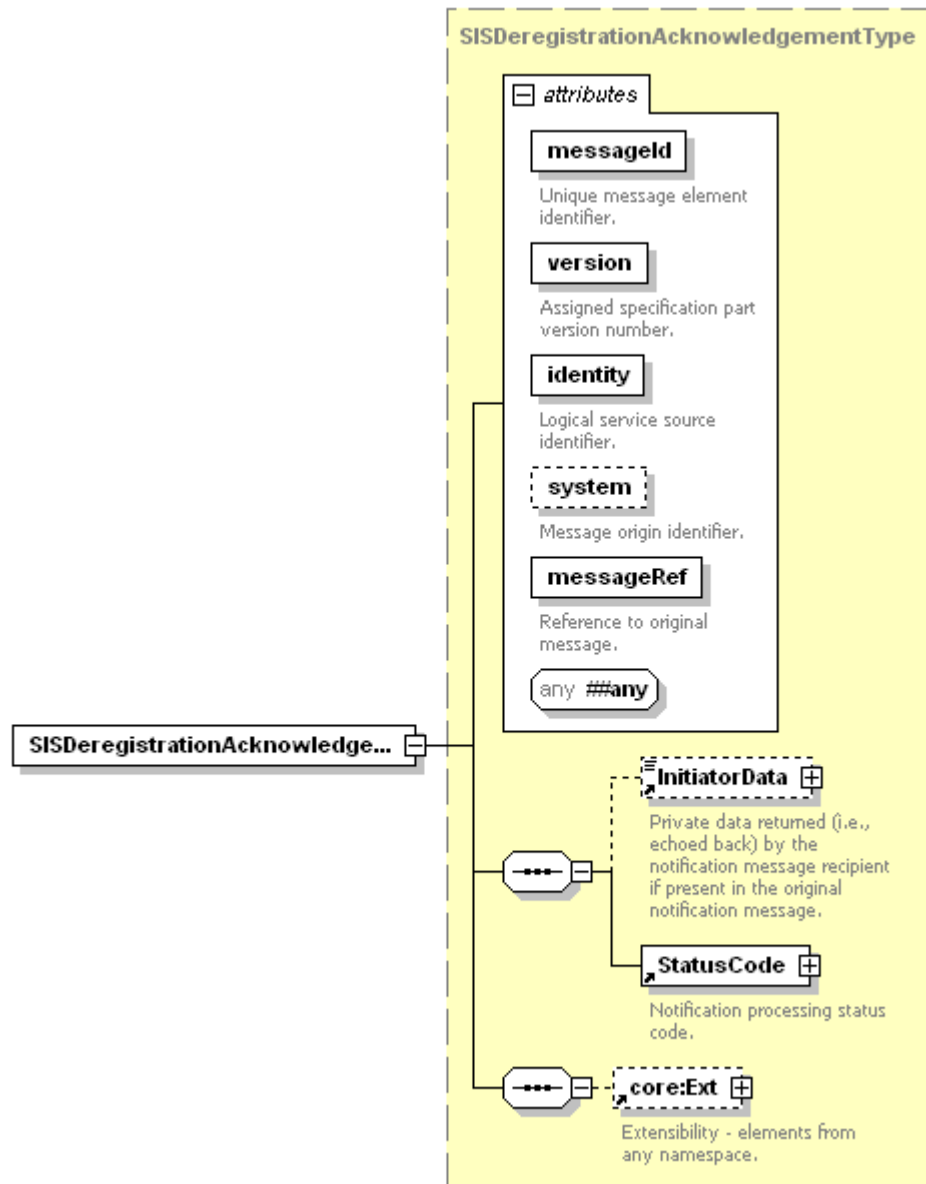 SISDeregistrationAcknowledgementType
attributes
messageId
Unique message element
identifier.
version
Assigned specification part
version number.
identity
Logical service source
identifier.
system
Message origin identifier.
messageRef
Reference to original
message.
any ##any
SISDeregistrationAcknowledge...
InitiatorData
Private data returned (i.e.,
echoed back) by the
notification message recipient
if present in the original
notification message.
StatusCode
Notification processing status
code.
core:Ext
Extensibility - elements from
any namespace.